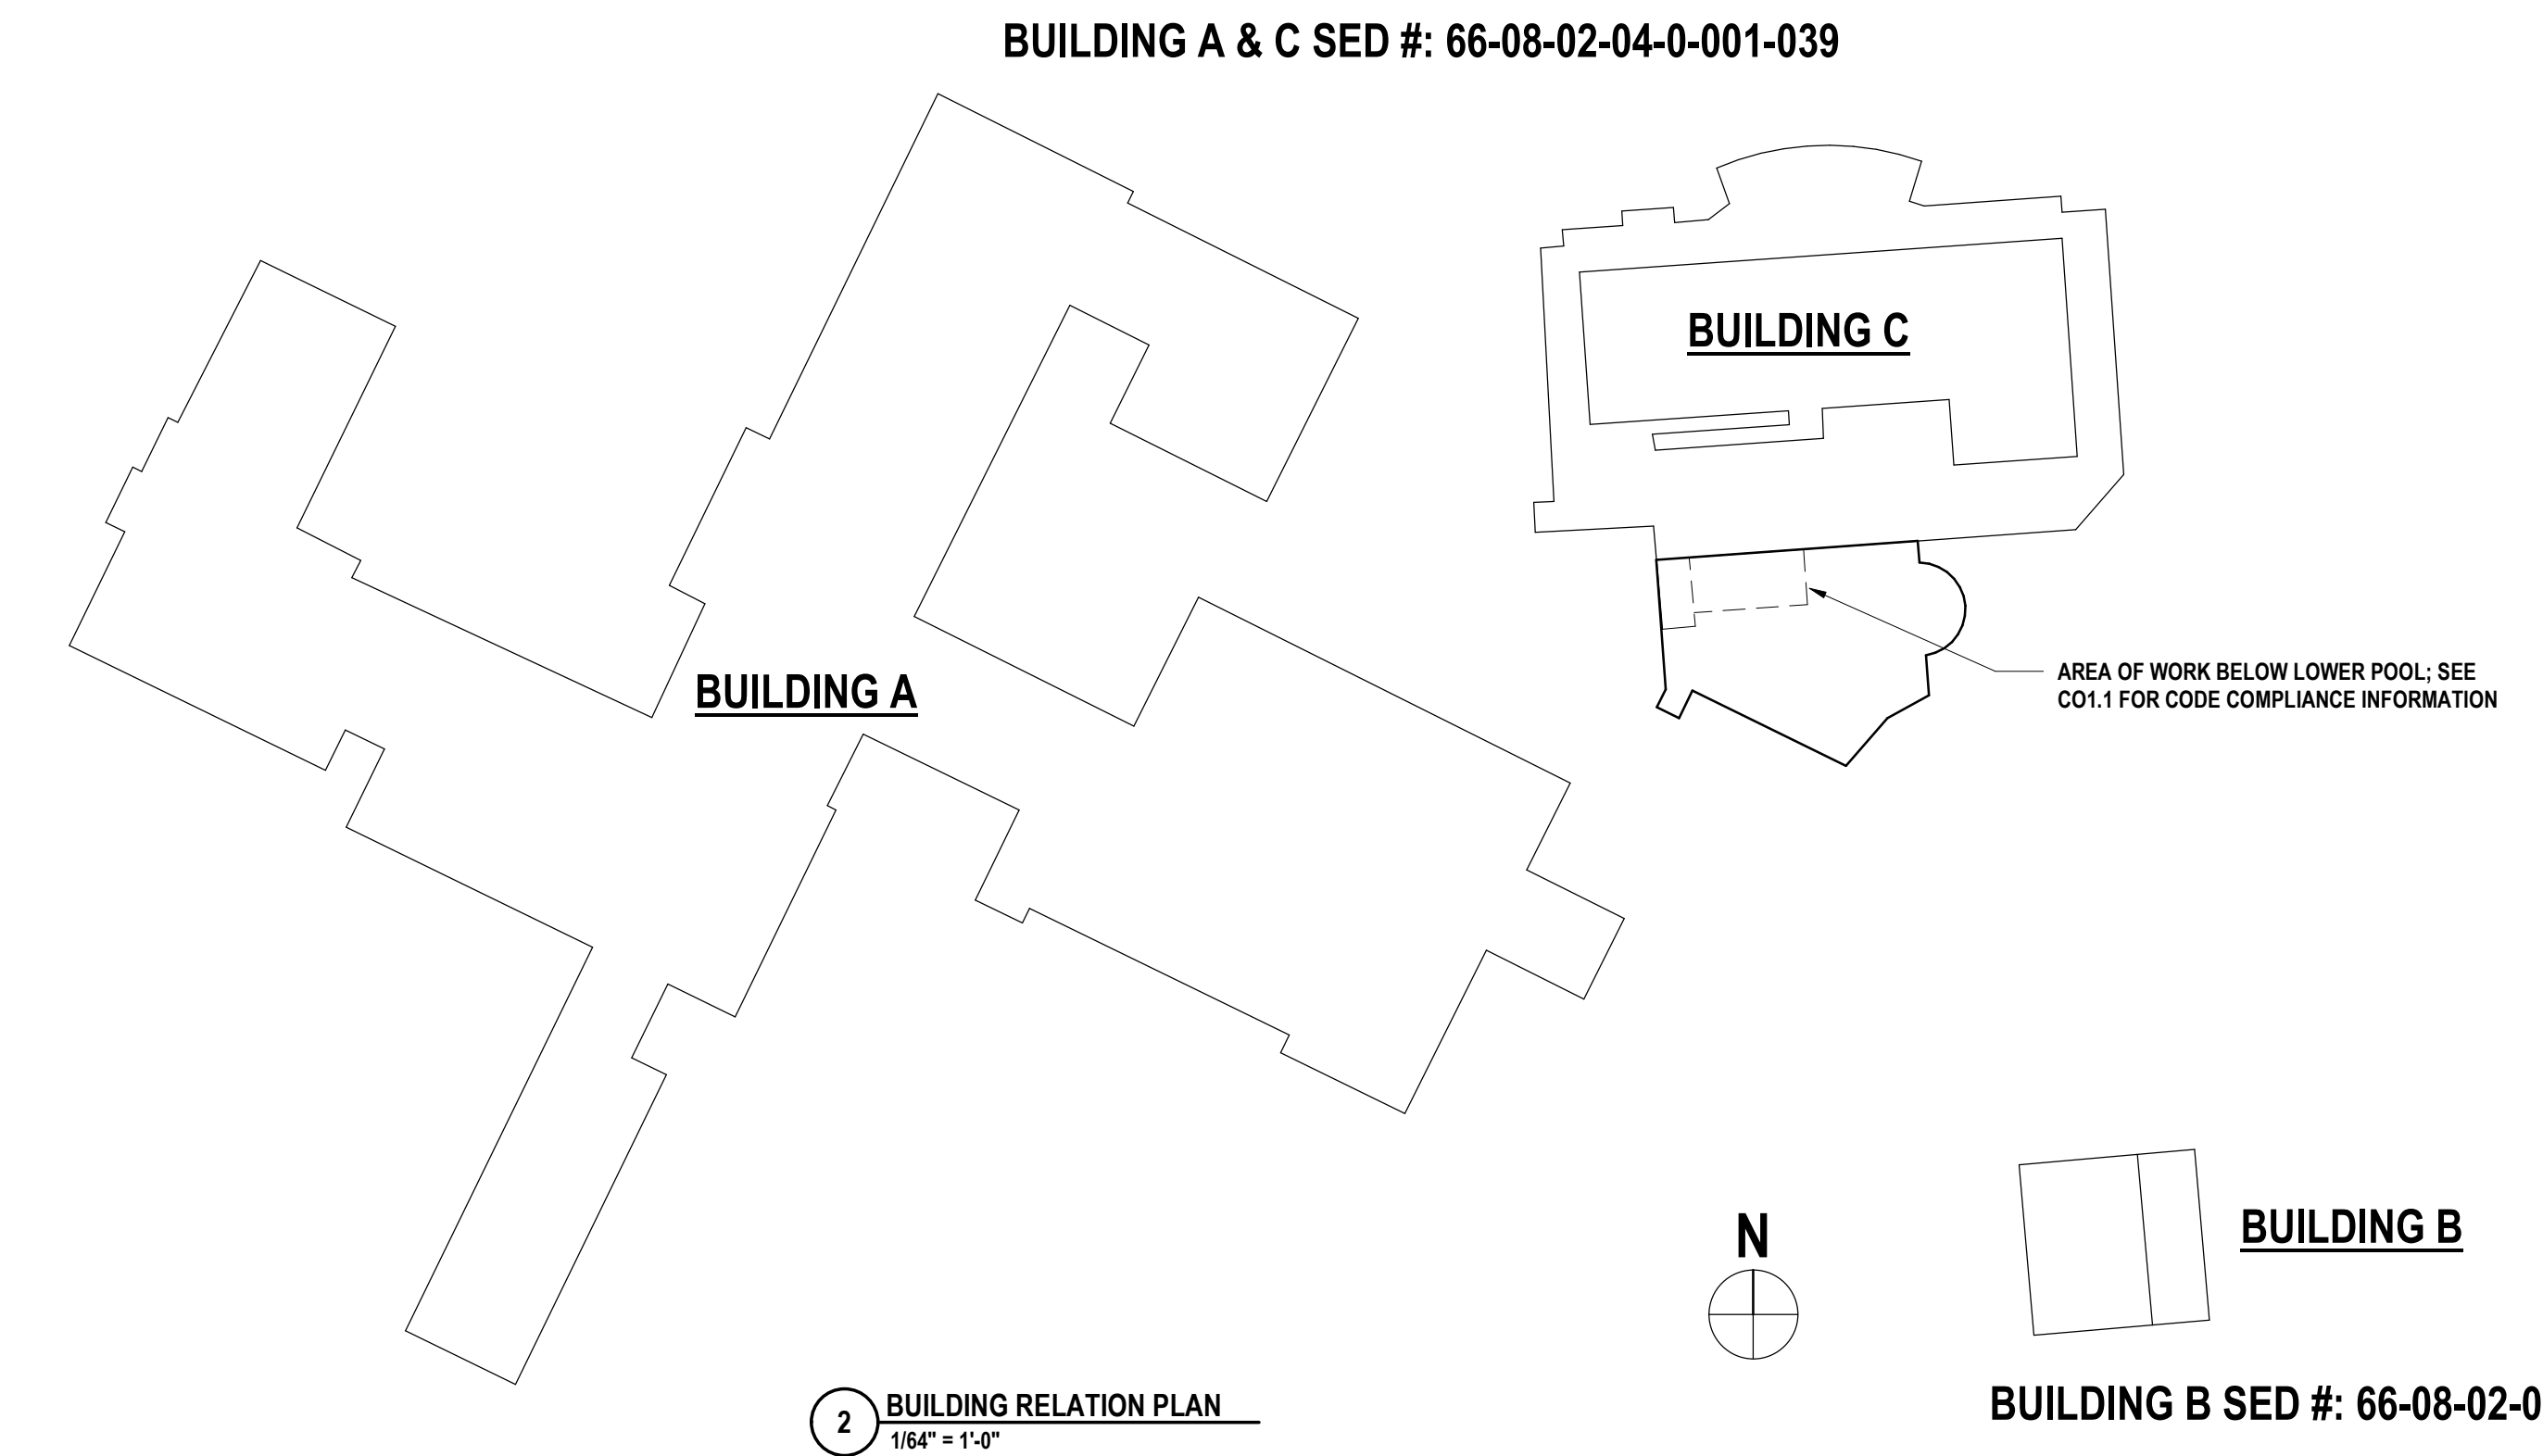 BUILDING A & C SED #: 66-08-02-04-0-001-039
BUILDING C
AREA OF WORK BELOW LOWER POOL; SEE
CO1.1 FOR CODE COMPLIANCE INFORMATION
BUILDING A
N
BUILDING B
BUILDING B SED #: 66-08-02-0
2
BUILDING RELATION PLAN
1/64" = 1'-0"